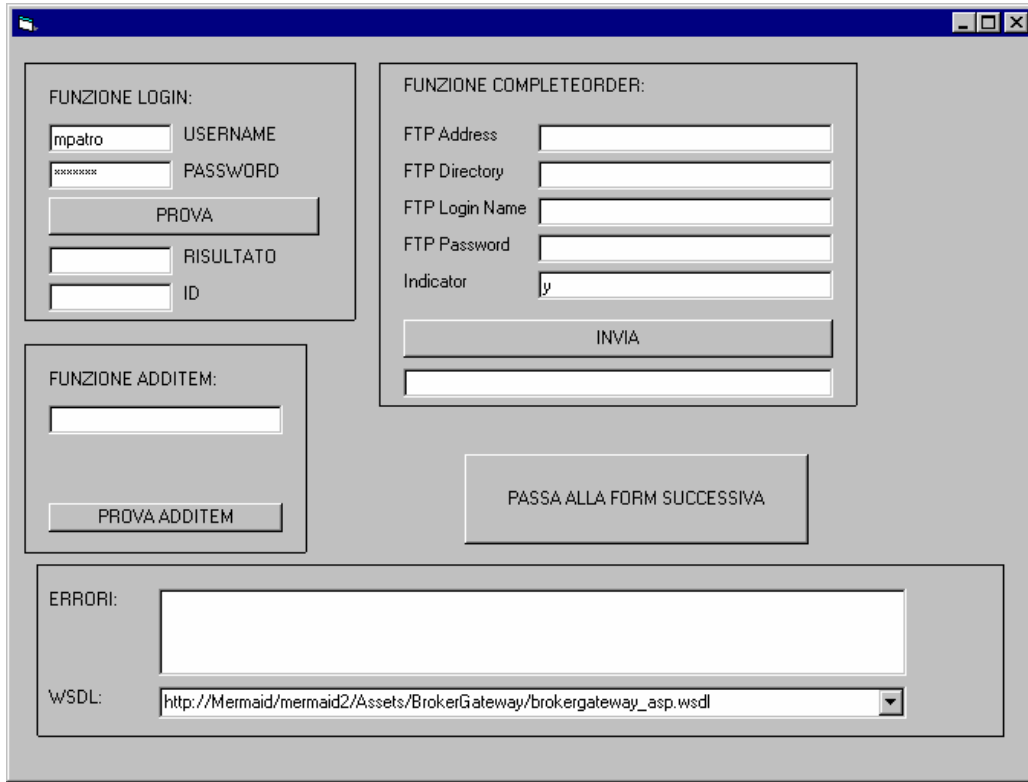 FUNZIONE LOGIN:
mpatro USERNAME
xxxxxxx PASSWORD
PROVA
RISULTATO
ID
FUNZIONE COMPLETEORDER:
FTP Address
FTP Directory
FTP Login Name
FTP Password
Indicator y
INVIA
FUNZIONE ADDITEM:
PROVA ADDITEM
PASSA ALLA FORM SUCCESSIVA
ERRORI:
WSDL: http://Mermaid/mermaid2/Assets/BrokerGateway/brokergateway_asp.wsdl